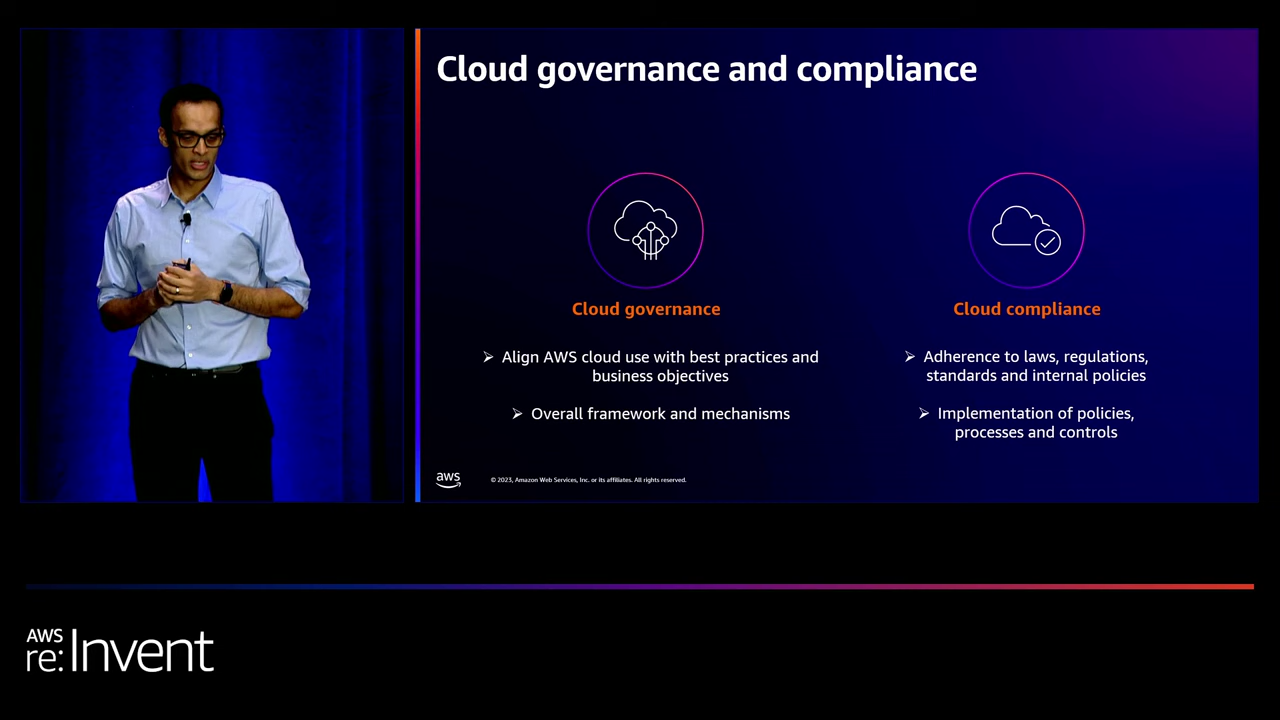 Cloud governance and compliance
Cloud governance
➢ Align AWS cloud use with best practices and
business objectives
➢ Overall framework and mechanisms
Cloud compliance
➢ Adherence to laws, regulations,
standards and internal policies
➢ Implementation of policies,
processes and controls
aws
© 2023, Amazon Web Services, Inc. or its affiliates. All rights reserved.
AWS
re:Invent